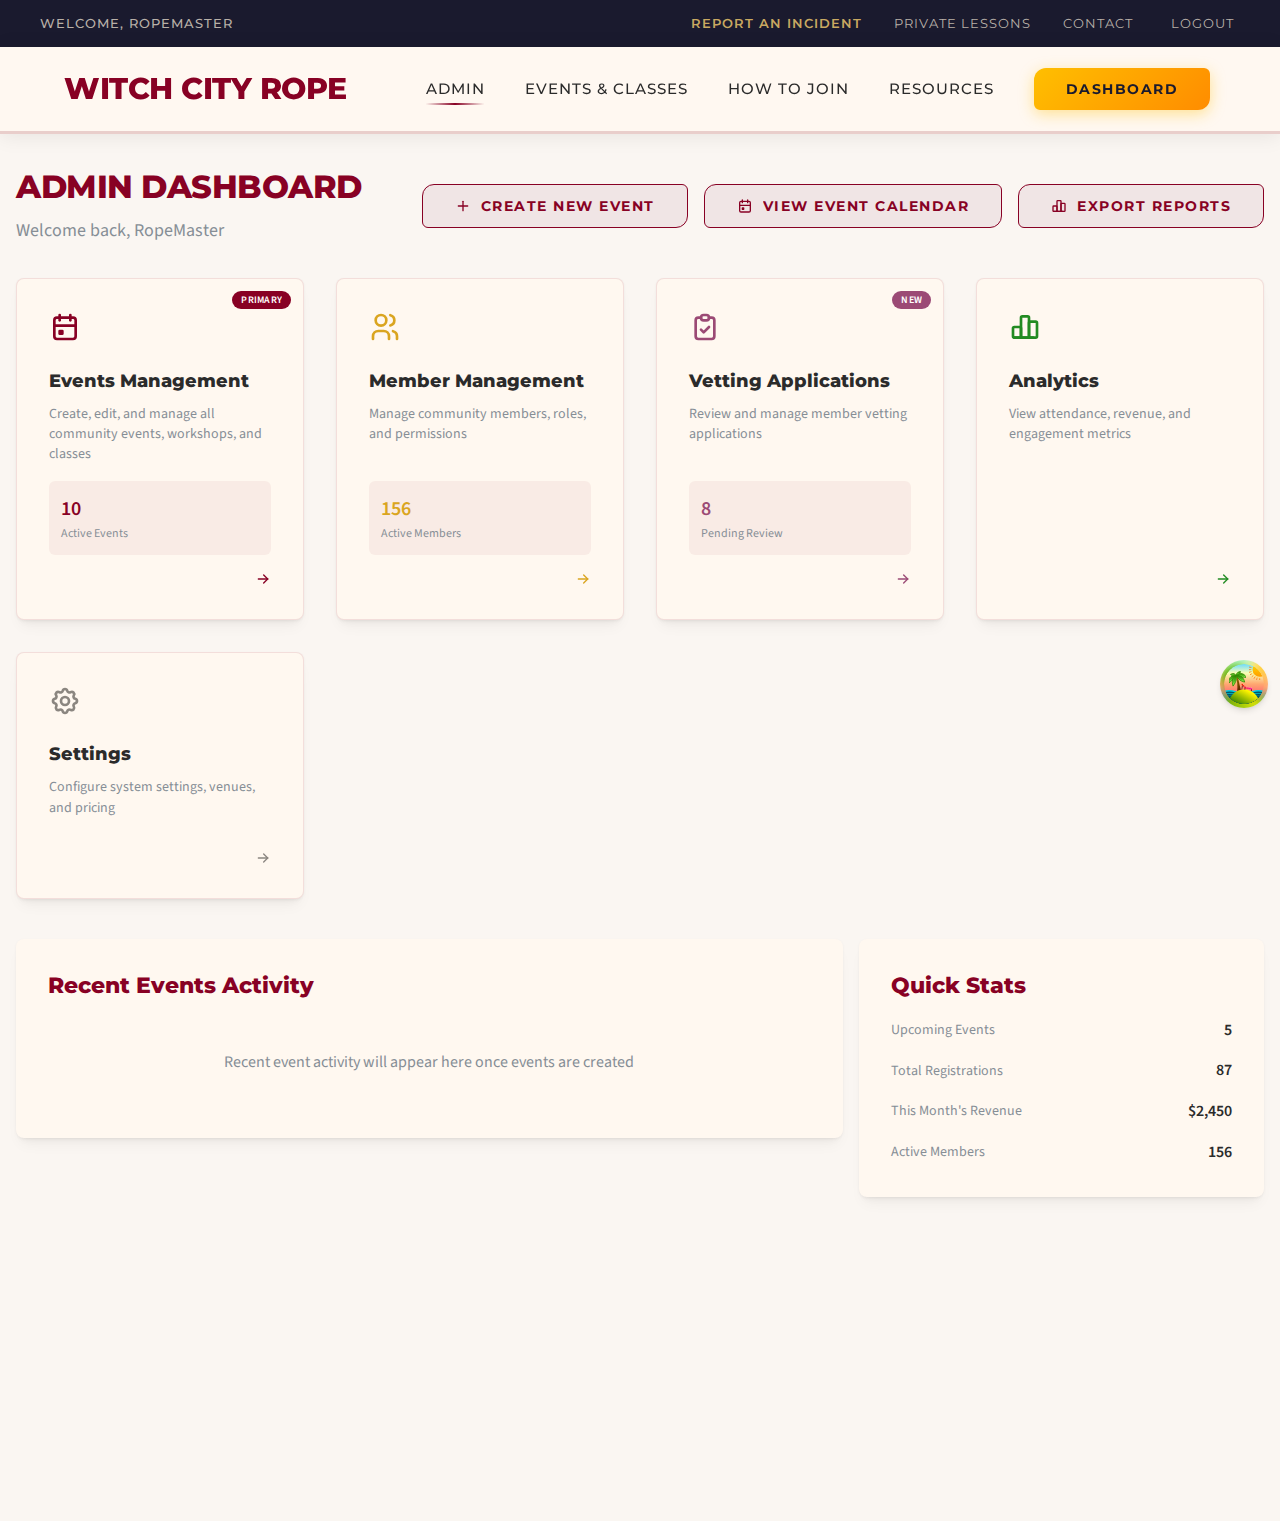 WELCOME, ROPEMASTER
REPORT AN INCIDENT
PRIVATE LESSONS
CONTACT
LOGOUT
WITCH CITY ROPE
ADMIN
EVENTS & CLASSES
HOW TO JOIN
RESOURCES
DASHBOARD
ADMIN DASHBOARD
Welcome back, RopeMaster
CREATE NEW EVENT
VIEW EVENT CALENDAR
EXPORT REPORTS
PRIMARY
Events Management
Create, edit, and manage all
community events, workshops, and
classes
10
Active Events
Member Management
Manage community members, roles,
and permissions
156
Active Members
NEW
Vetting Applications
Review and manage member vetting
applications
8
Pending Review
Analytics
View attendance, revenue, and
engagement metrics
Settings
Configure system settings, venues,
and pricing
Recent Events Activity
Recent event activity will appear here once events are created
Quick Stats
Upcoming Events 5
Total Registrations 87
This Month's Revenue $2,450
Active Members 156